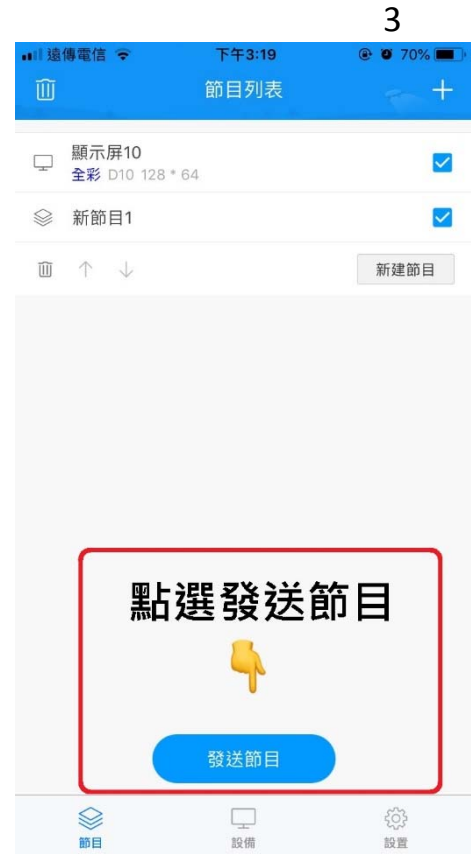 3
遠傳電信 下午3:19 70%
節目列表
顯示屏10
全彩 D10 128 * 64
新節目1
新建節目
點選發送節目
發送節目
節目 設備 設置